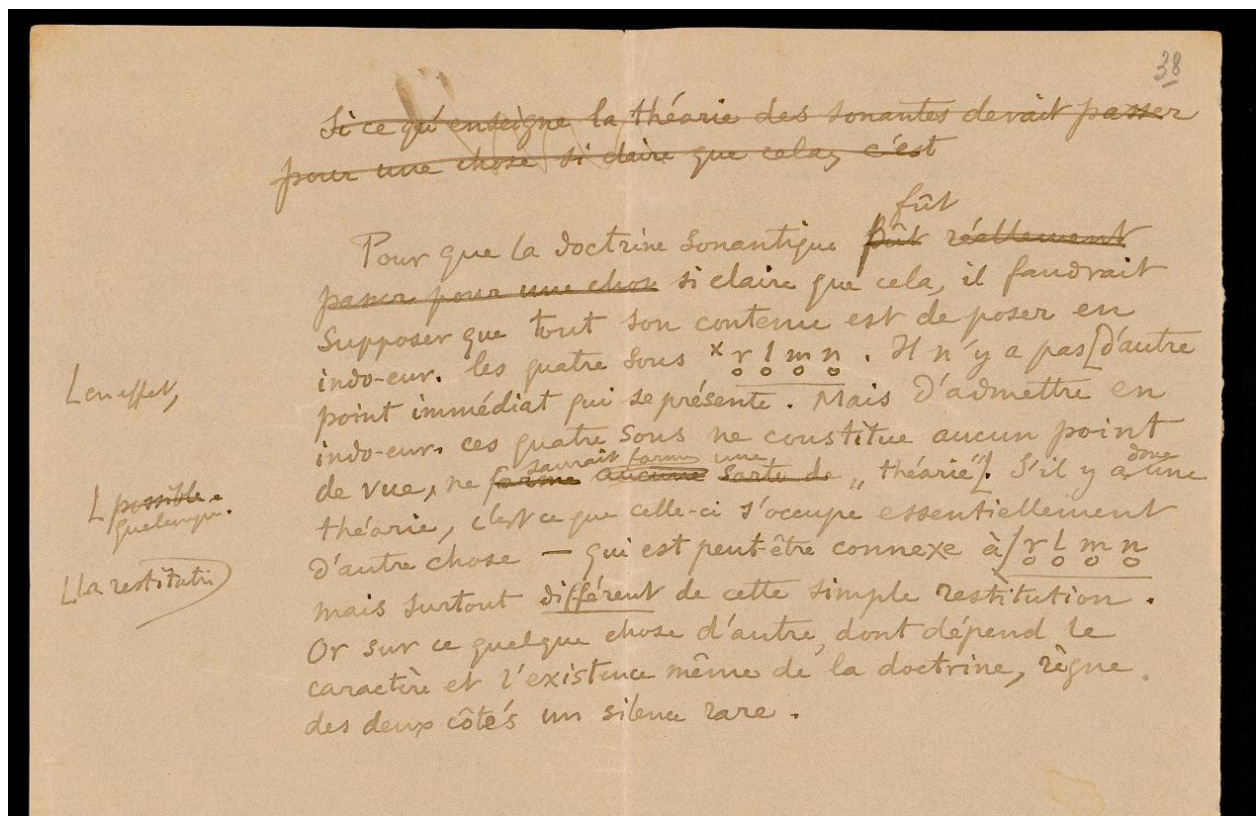 38
Si ce qu'enseigne la théorie des sonantes devait passer
pour une chose si claire que cela, c'est
fût
Pour que la doctrine sonantique fût réellement
passer pour une chose si claire que cela, il faudrait
supposer que tout son contenu est de poser en
indo-eur. les quatre sons × r̥ l̥ m̥ n̥. Il n'y a pas [d'autre
⌊en effet,
point immédiat qui se présente. Mais d'admettre en
indo-eur. ces quatre sons ne constitue aucun point
saurait former une donc
de vue, ne forme aucune sorte de „théorie"⌊. S'il y a une
⌊possible.
quelconque.
théorie, c'est ce que celle-ci s'occupe essentiellement
d'autre chose — qui est peut-être connexe à ⌊r̥ l̥ m̥ n̥
⌊la restitution
mais surtout différent de cette simple restitution.
Or sur ce quelque chose d'autre, dont dépend le
caractère et l'existence même de la doctrine, règne
des deux côtés un silence rare.